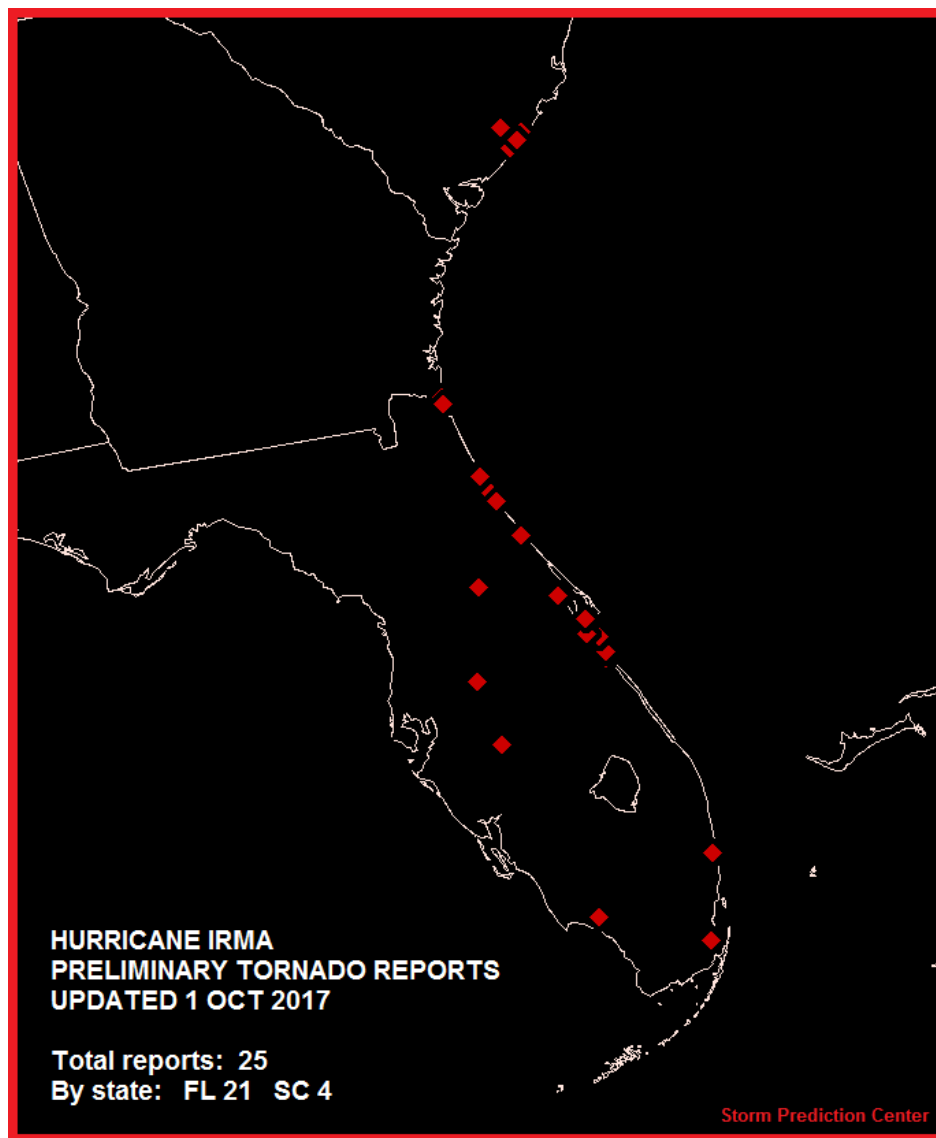 HURRICANE IRMA
PRELIMINARY TORNADO REPORTS
UPDATED 1 OCT 2017
Total reports:  25
By state:   FL 21   SC 4
Storm Prediction Center